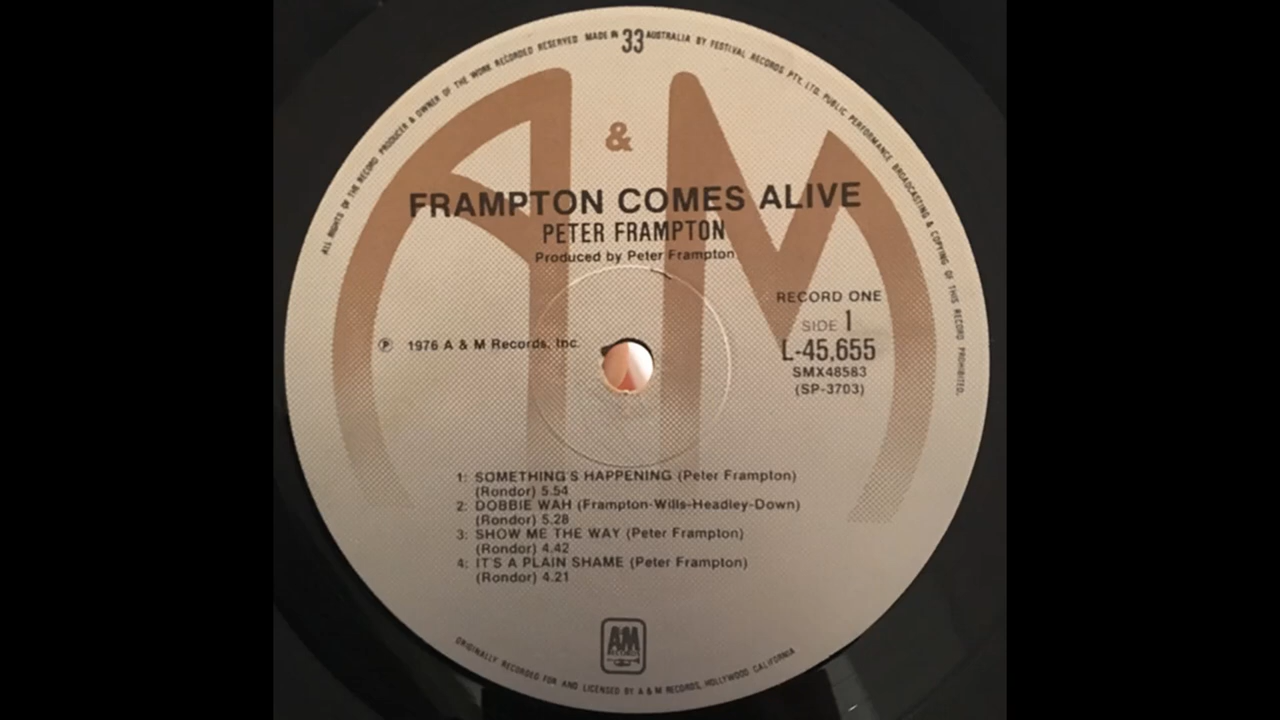 ALL RIGHTS OF THE RECORD PRODUCER & OWNER OF THE WORK RECORDED RESERVED MADE IN AUSTRALIA BY FESTIVAL RECORDS PTY. LTD. PUBLIC PERFORMANCE BROADCASTING & COPYING OF THIS RECORD PROHIBITED.
33
A & M
FRAMPTON COMES ALIVE
PETER FRAMPTON
Produced by Peter Frampton
RECORD ONE
SIDE 1
Ⓟ 1976 A & M Records, Inc.
L-45,655
SMX48583
(SP-3703)
1: SOMETHING'S HAPPENING (Peter Frampton)
(Rondor) 5.54
2: DOBBIE WAH (Frampton-Wills-Headley-Down)
(Rondor) 5.28
3: SHOW ME THE WAY (Peter Frampton)
(Rondor) 4.42
4: IT'S A PLAIN SHAME (Peter Frampton)
(Rondor) 4.21
AM
RECORDS
ORIGINALLY RECORDED FOR AND LICENSED BY A & M RECORDS, HOLLYWOOD CALIFORNIA